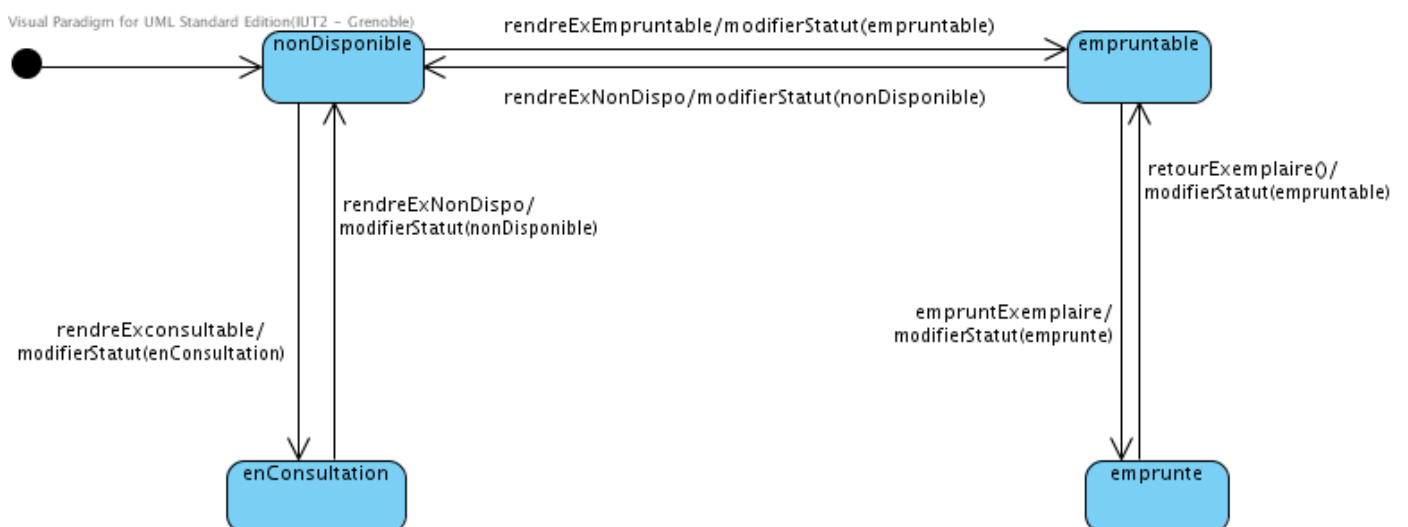 Visual Paradigm for UML Standard Edition(IUT2 - Grenoble)
rendreExEmpruntable/modifierStatut(empruntable)
nonDisponible
empruntable
rendreExNonDispo/modifierStatut(nonDisponible)
retourExemplaire()/
modifierStatut(empruntable)
rendreExNonDispo/
modifierStatut(nonDisponible)
empruntExemplaire/
modifierStatut(emprunte)
rendreExconsultable/
modifierStatut(enConsultation)
enConsultation
emprunte